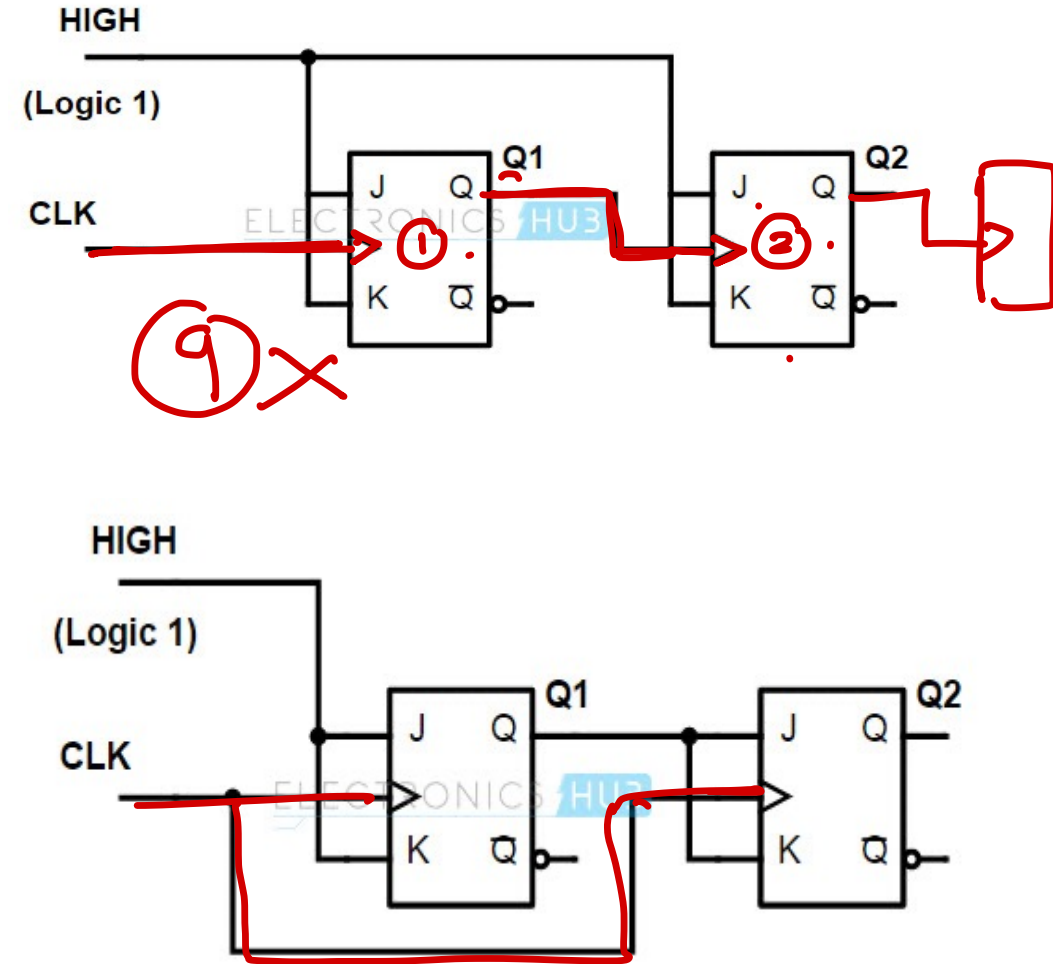 HIGH
(Logic 1)
CLK
Q1
J Q
K Q̅
1
Q2
J Q
K Q̅
2
ELECTRONICS HUB
9 X
HIGH
(Logic 1)
CLK
Q1
J Q
K Q̅
Q2
J Q
K Q̅
ELECTRONICS HUB